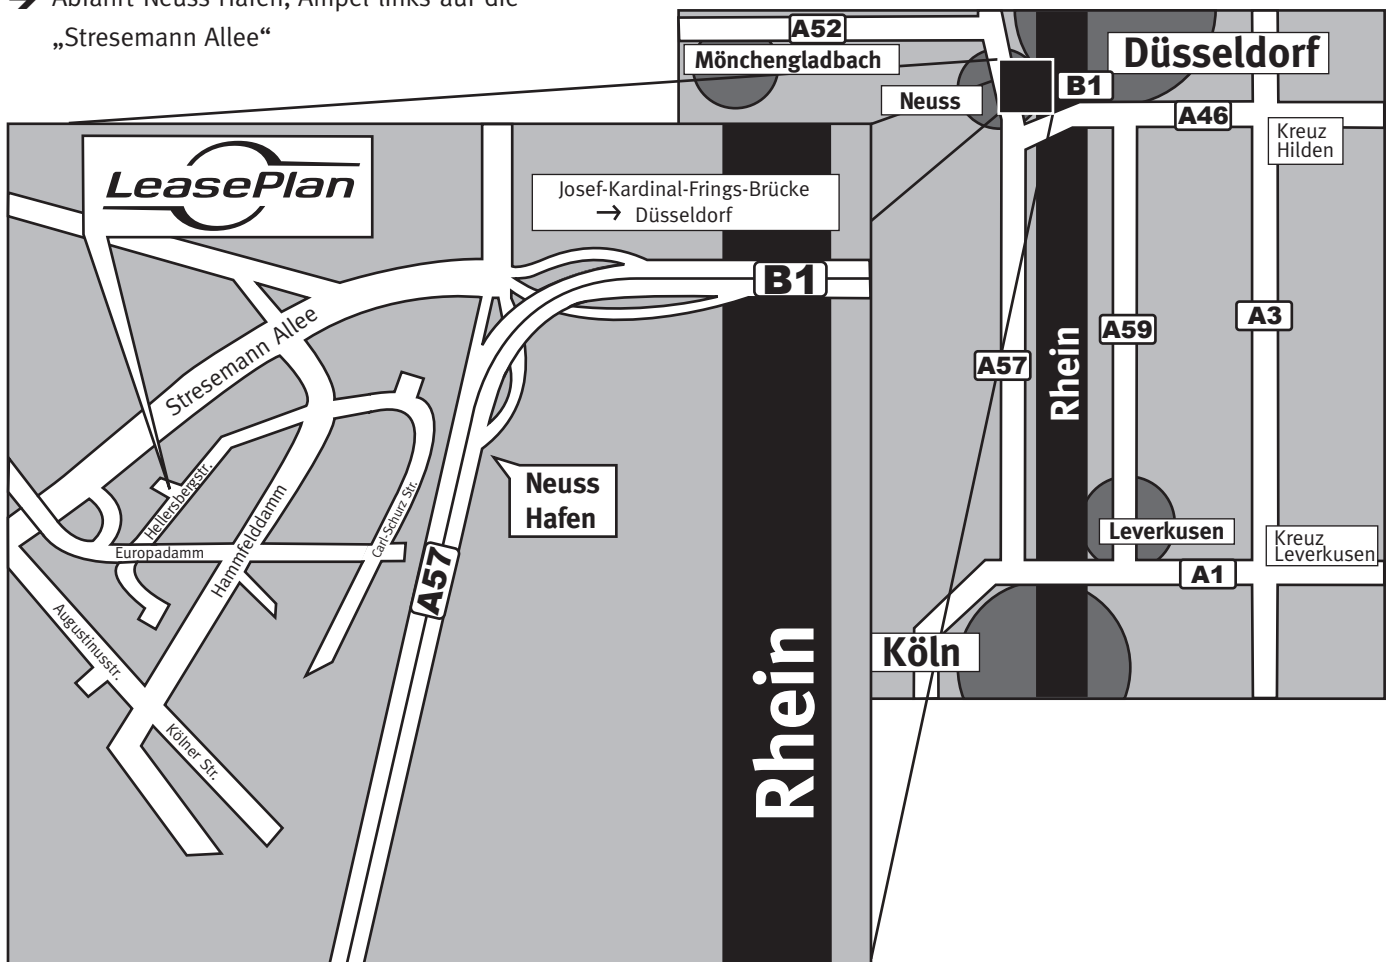 → Abfahrt Neuss Hafen, Ampel links auf die
„Stresemann Allee“
A52
Mönchengladbach
Düsseldorf
Neuss
B1
A46
Kreuz
Hilden
LeasePlan
Josef-Kardinal-Frings-Brücke
→ Düsseldorf
B1
Stresemann Allee
A57
Rhein
A59
A3
Neuss
Hafen
Hellersbergstr.
Hammfelddamm
Carl-Schurz Str.
Europadamm
A57
Augustinusstr.
Kölner Str.
Rhein
Leverkusen
Kreuz
Leverkusen
A1
Köln